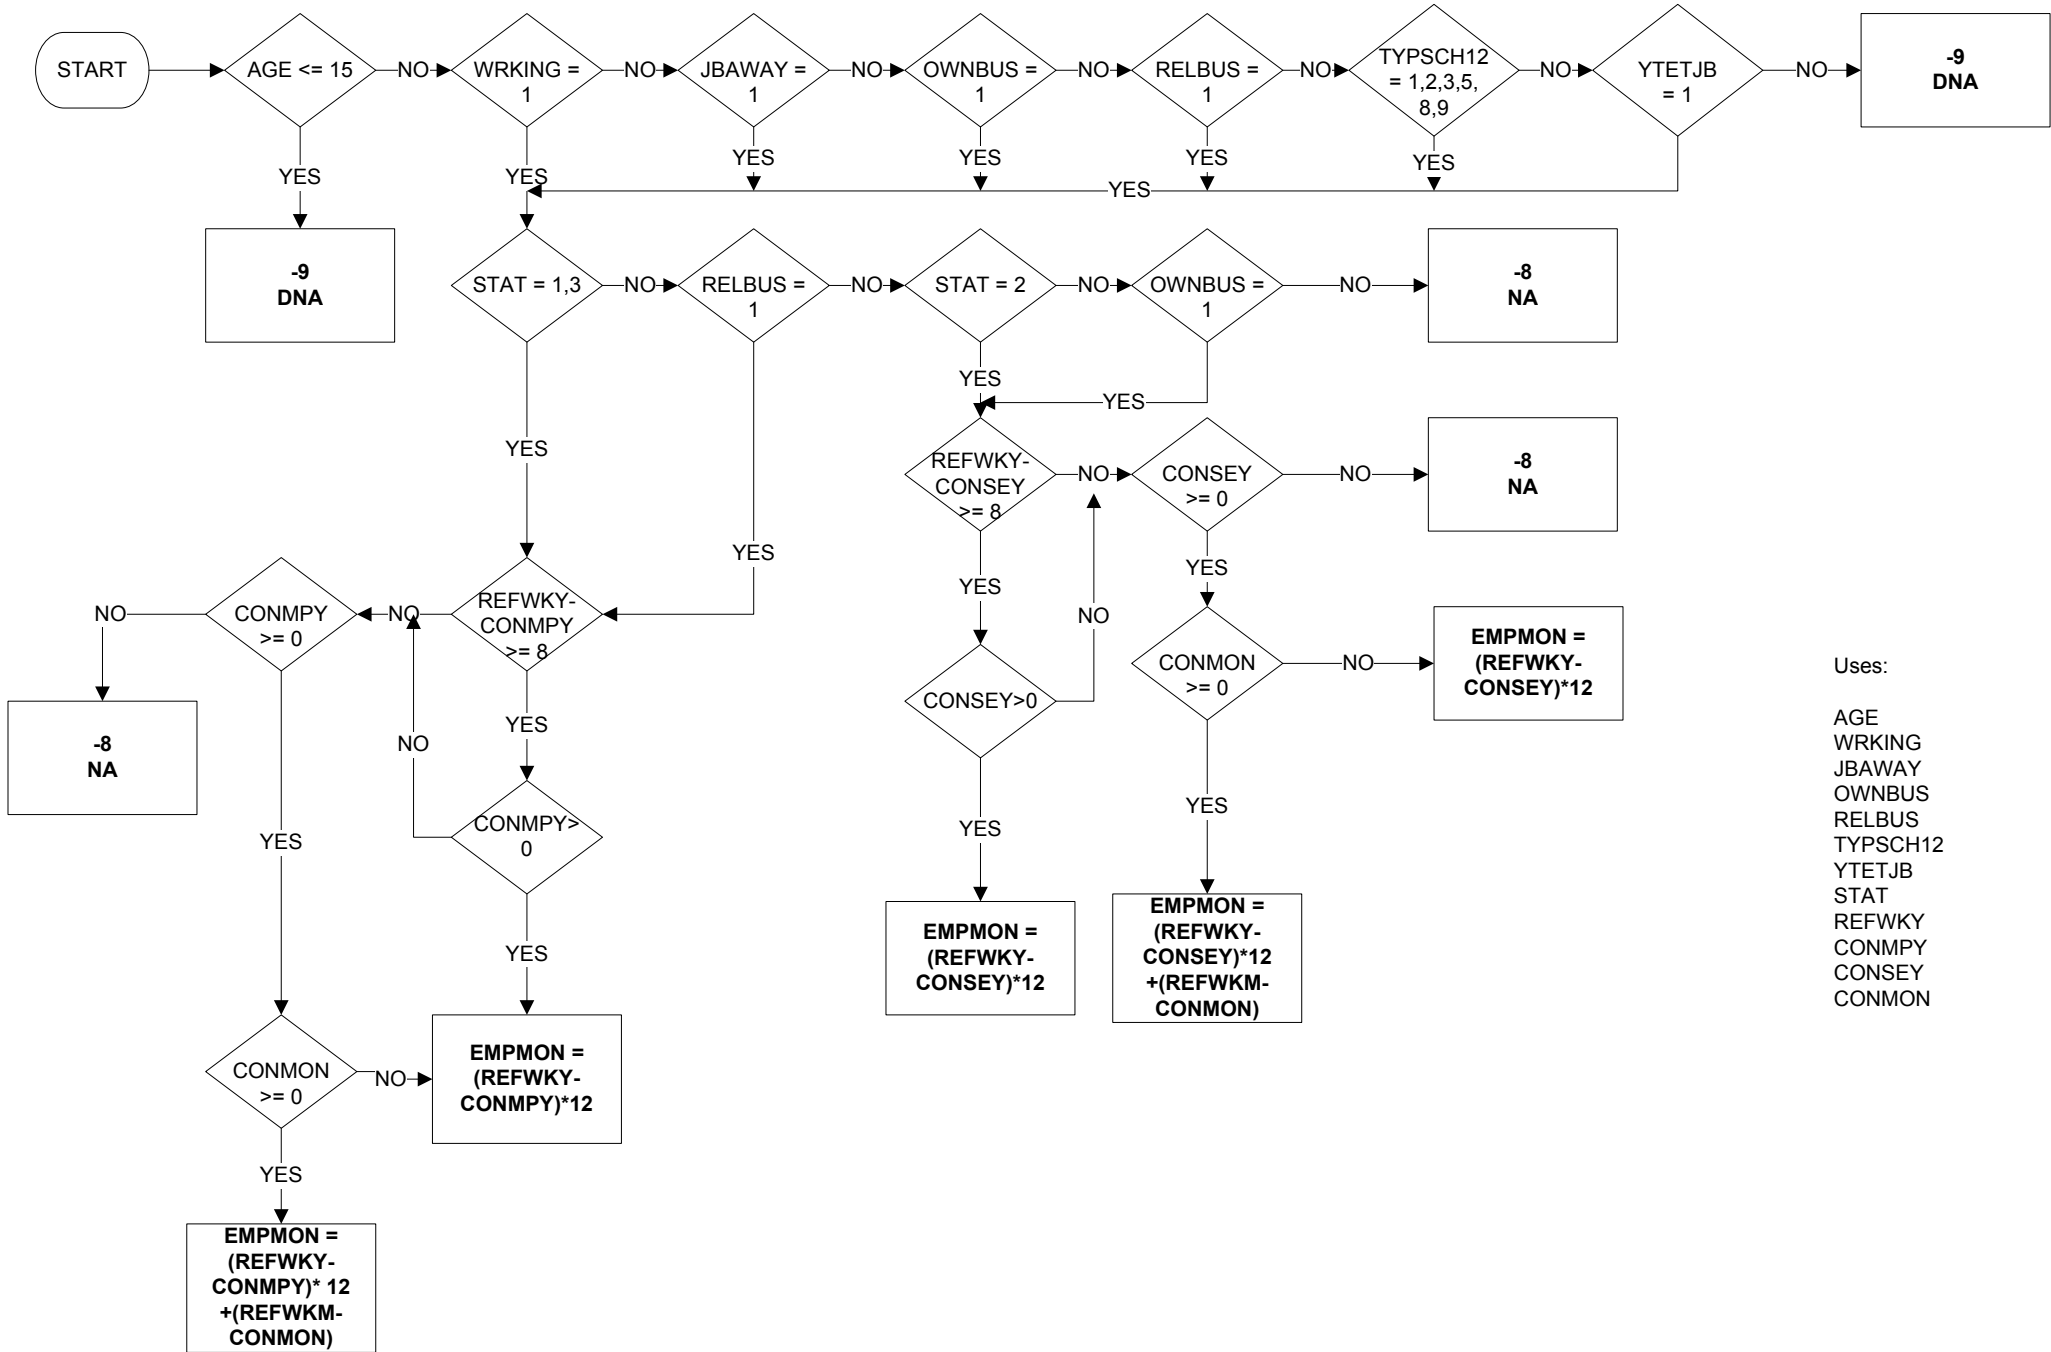 START
AGE <= 15
NO
WRKING =
1
NO
JBAWAY =
1
NO
OWNBUS =
1
NO
RELBUS =
1
NO
TYPSCH12
= 1,2,3,5,
8,9
NO
YTETJB
= 1
NO
-9
DNA
YES
YES
YES
YES
YES
YES
YES
-9
DNA
STAT = 1,3
NO
RELBUS =
1
NO
STAT = 2
NO
OWNBUS =
1
NO
-8
NA
YES
YES
YES
YES
REFWKY-
CONSEY
>= 8
NO
CONSEY
>= 0
NO
-8
NA
YES
NO
YES
CONSEY>0
CONMON
>= 0
NO
EMPMON =
(REFWKY-
CONSEY)*12
YES
YES
EMPMON =
(REFWKY-
CONSEY)*12
EMPMON =
(REFWKY-
CONSEY)*12
+(REFWKM-
CONMON)
NO
CONMPY
>= 0
NO
REFWKY-
CONMPY
>= 8
-8
NA
NO
YES
YES
CONMPY>
0
YES
CONMON
>= 0
NO
EMPMON =
(REFWKY-
CONMPY)*12
YES
EMPMON =
(REFWKY-
CONMPY)* 12
+(REFWKM-
CONMON)
Uses:
AGE
WRKING
JBAWAY
OWNBUS
RELBUS
TYPSCH12
YTETJB
STAT
REFWKY
CONMPY
CONSEY
CONMON